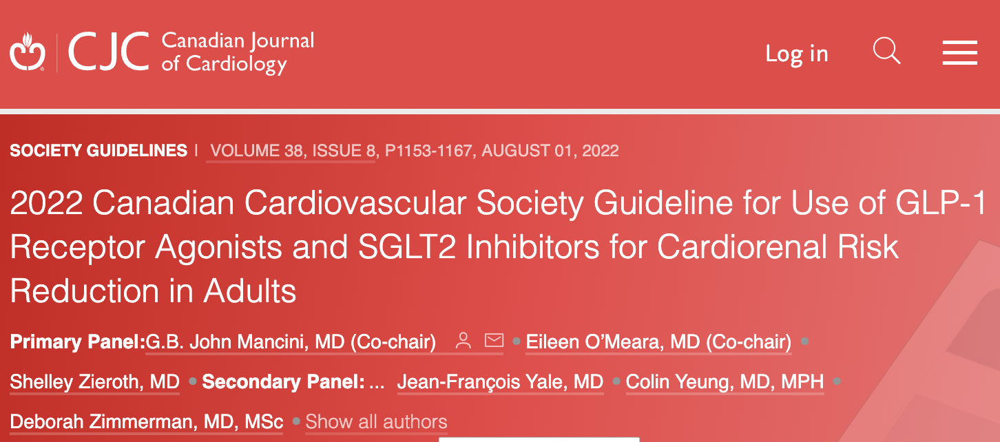 CJC Canadian Journal
of Cardiology
Log in
SOCIETY GUIDELINES | VOLUME 38, ISSUE 8, P1153-1167, AUGUST 01, 2022
2022 Canadian Cardiovascular Society Guideline for Use of GLP-1
Receptor Agonists and SGLT2 Inhibitors for Cardiorenal Risk
Reduction in Adults
Primary Panel:G.B. John Mancini, MD (Co-chair) • Eileen O’Meara, MD (Co-chair) •
Shelley Zieroth, MD • Secondary Panel: ... Jean-François Yale, MD • Colin Yeung, MD, MPH •
Deborah Zimmerman, MD, MSc • Show all authors